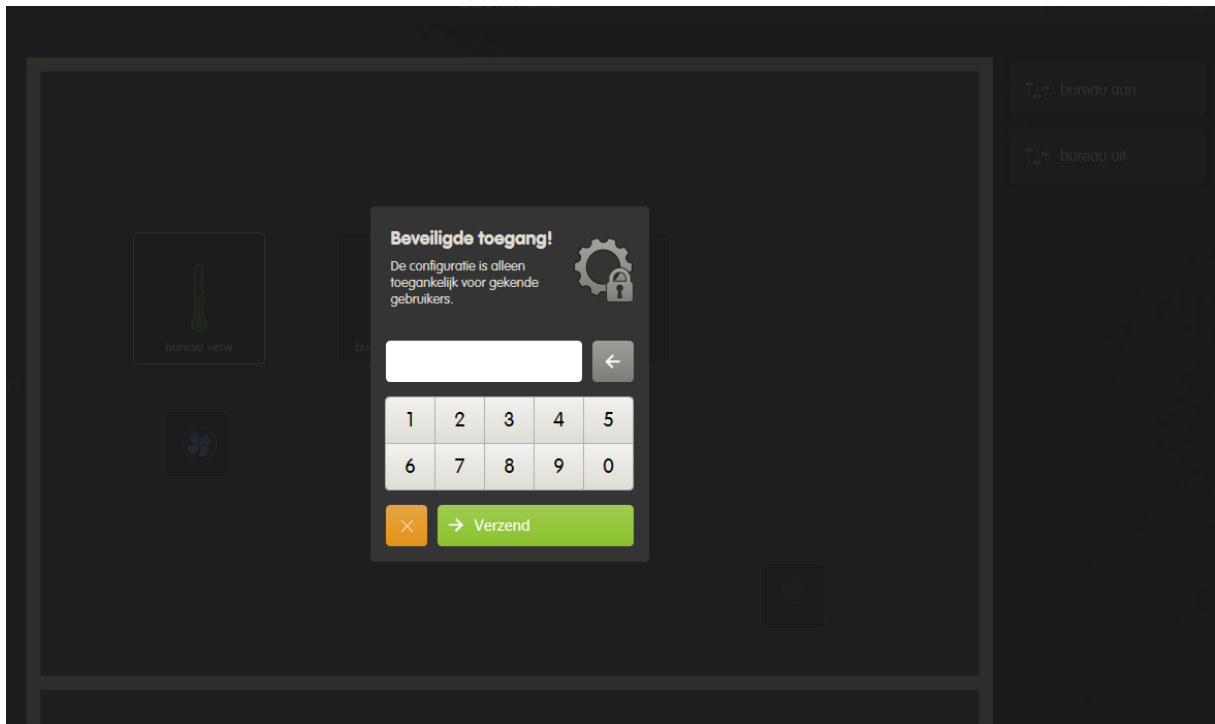 bureau aan
bureau uit
Beveiligde toegang!
De configuratie is alleen
toegankelijk voor gekende
gebruikers.
bureau verw
bu
1 2 3 4 5
6 7 8 9 0
Verzend